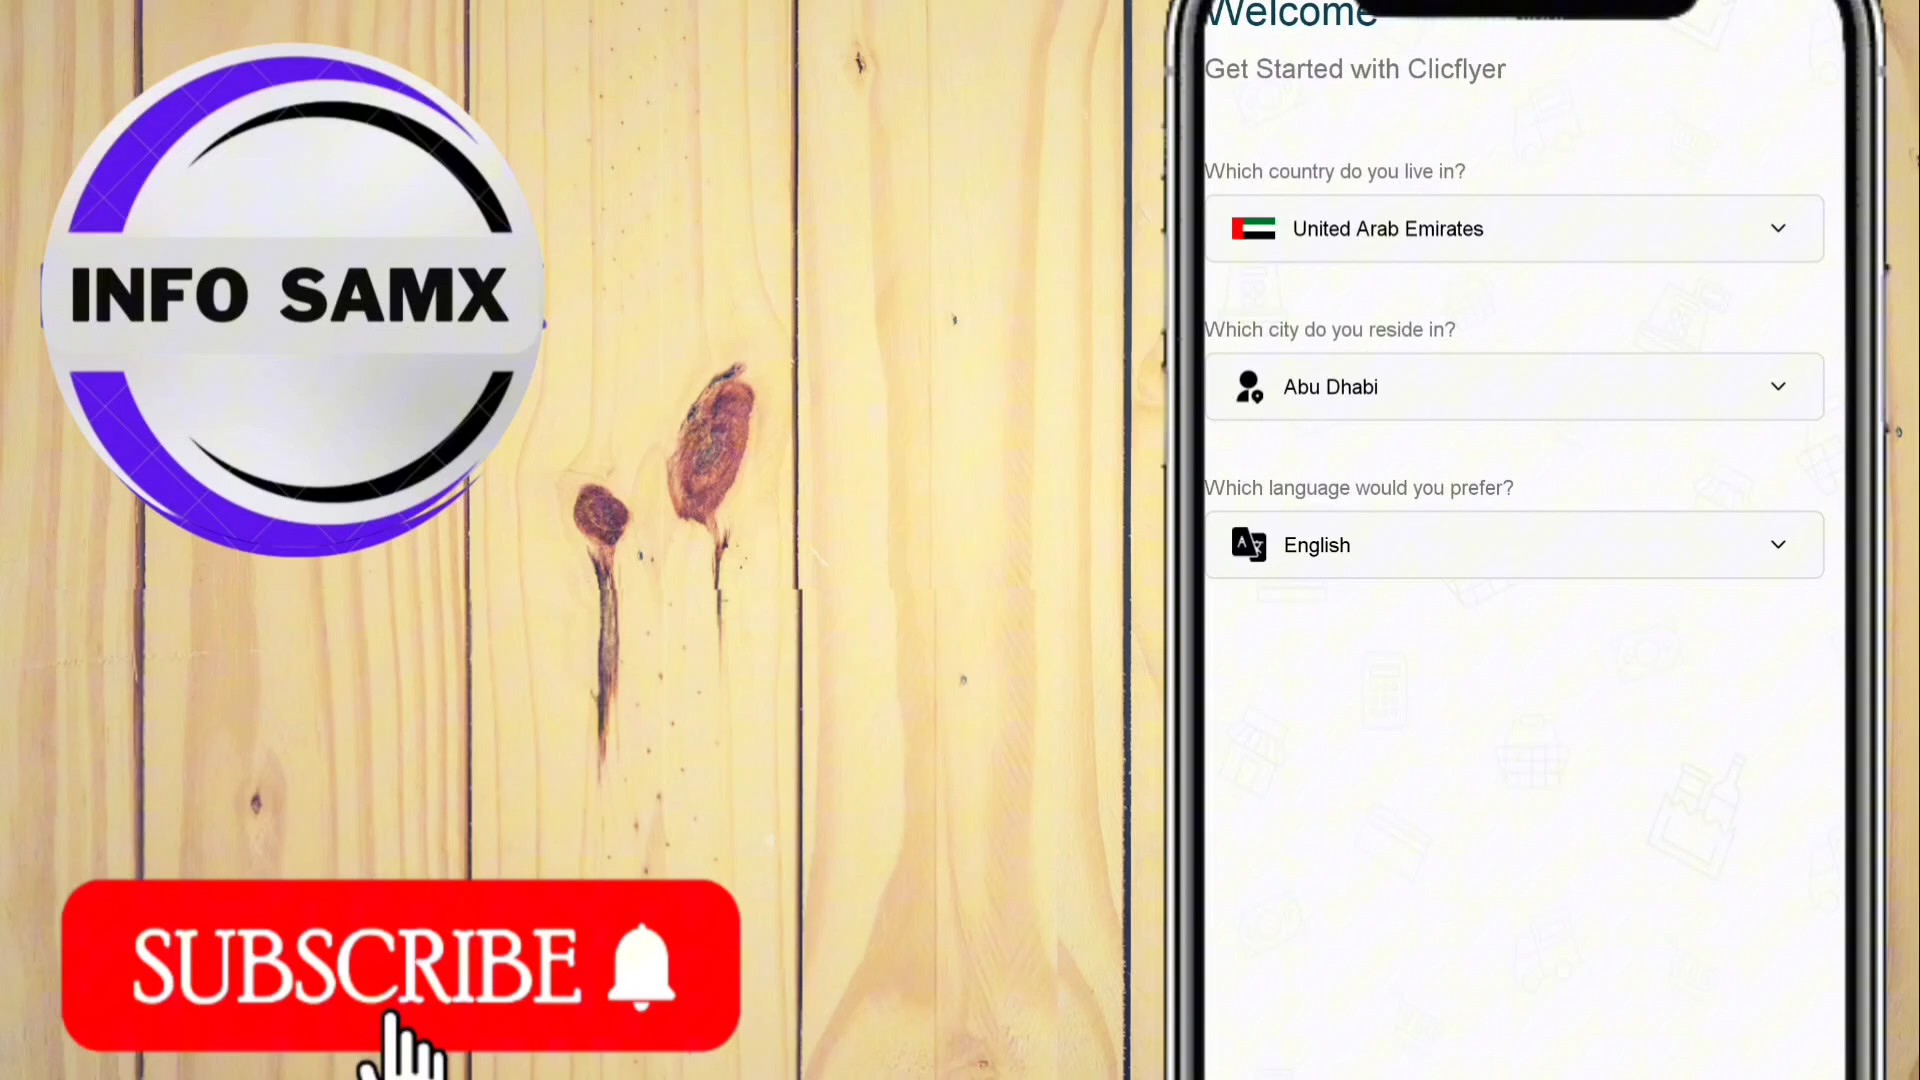 INFO SAMX
SUBSCRIBE
Welcome
Get Started with Clicflyer
Which country do you live in?
United Arab Emirates
Which city do you reside in?
Abu Dhabi
Which language would you prefer?
English